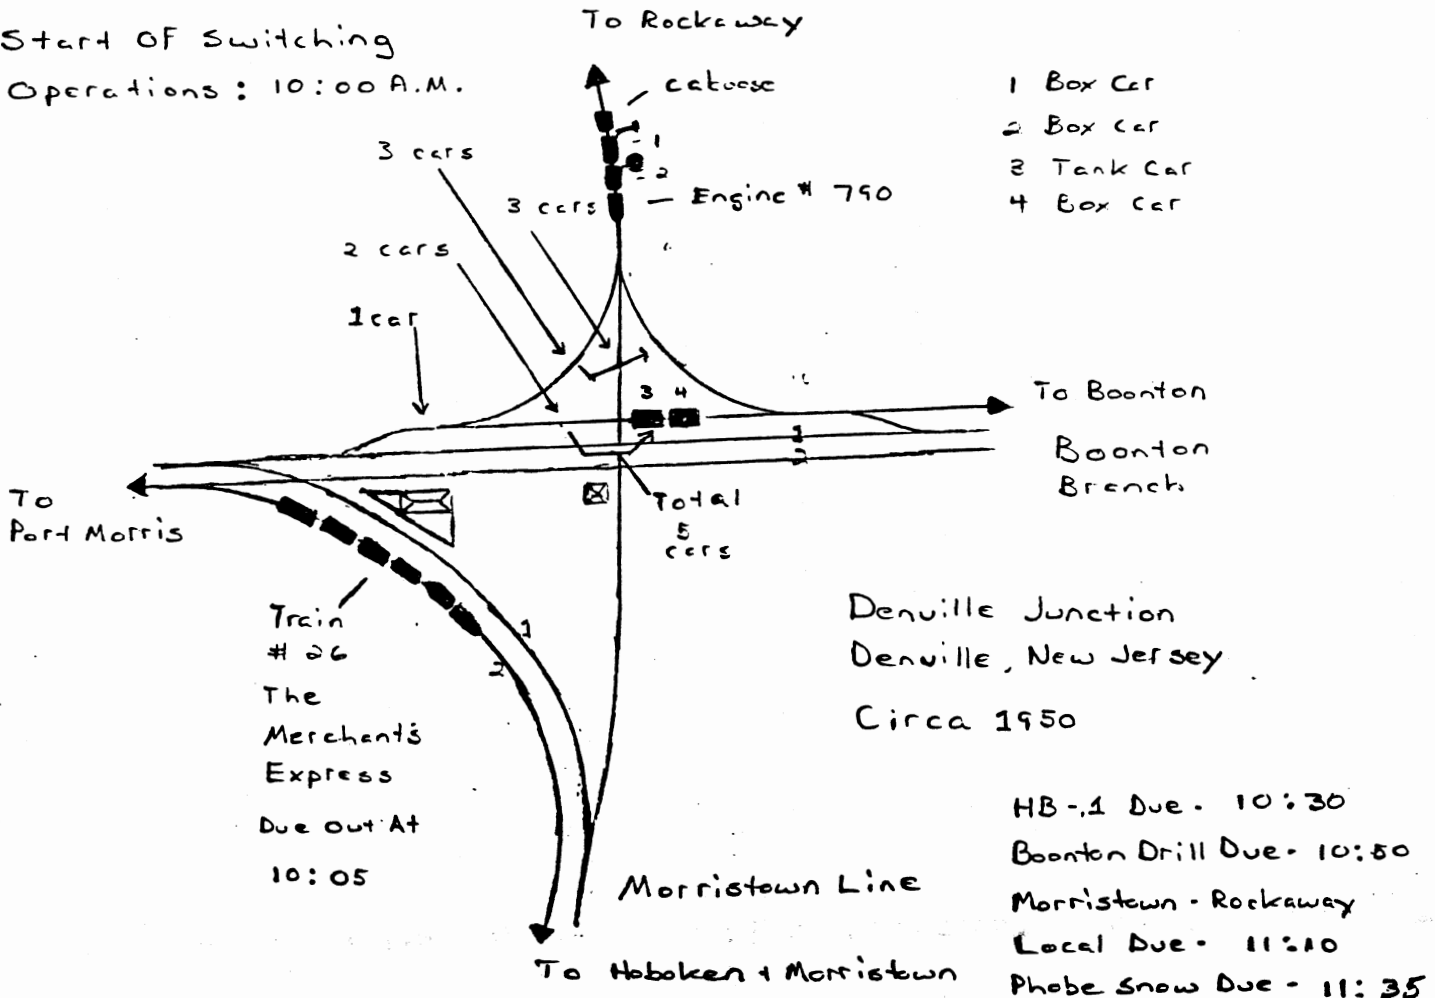 To Rockaway
Start OF Switching
Operations: 10:00 A.M.
caboose
1 Box Car
2 Box Car
3 Tank Car
4 Box Car
1
2
3 cars
3 cars
Engine # 790
2 cars
1 car
3 4
To Boonton
1
2
Boonton
Branch
To
Port Morris
Total
5
cars
Train
# 26
The
Merchant's
Express
Due Out At
10:05
1
2
Denville Junction
Denville, New Jersey
Circa 1950
Morristown Line
To Hoboken + Morristown
HB-1 Due - 10:30
Boonton Drill Due - 10:50
Morristown - Rockaway
Local Due - 11:10
Phobe Snow Due - 11:35